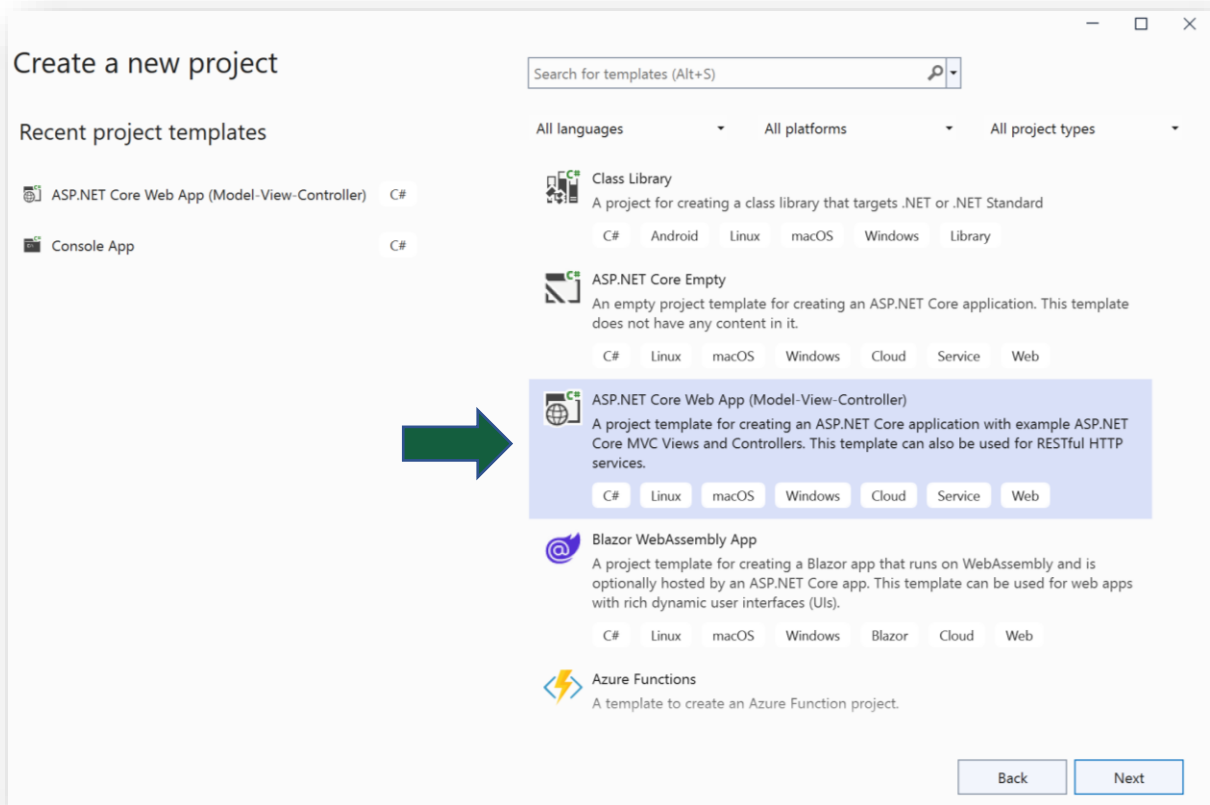 Create a new project
Search for templates (Alt+S)
Recent project templates
All languages
All platforms
All project types
ASP.NET Core Web App (Model-View-Controller) C#
Console App C#
Class Library
A project for creating a class library that targets .NET or .NET Standard
C# Android Linux macOS Windows Library
ASP.NET Core Empty
An empty project template for creating an ASP.NET Core application. This template
does not have any content in it.
C# Linux macOS Windows Cloud Service Web
ASP.NET Core Web App (Model-View-Controller)
A project template for creating an ASP.NET Core application with example ASP.NET
Core MVC Views and Controllers. This template can also be used for RESTful HTTP
services.
C# Linux macOS Windows Cloud Service Web
Blazor WebAssembly App
A project template for creating a Blazor app that runs on WebAssembly and is
optionally hosted by an ASP.NET Core app. This template can be used for web apps
with rich dynamic user interfaces (UIs).
C# Linux macOS Windows Blazor Cloud Web
Azure Functions
A template to create an Azure Function project.
Back
Next